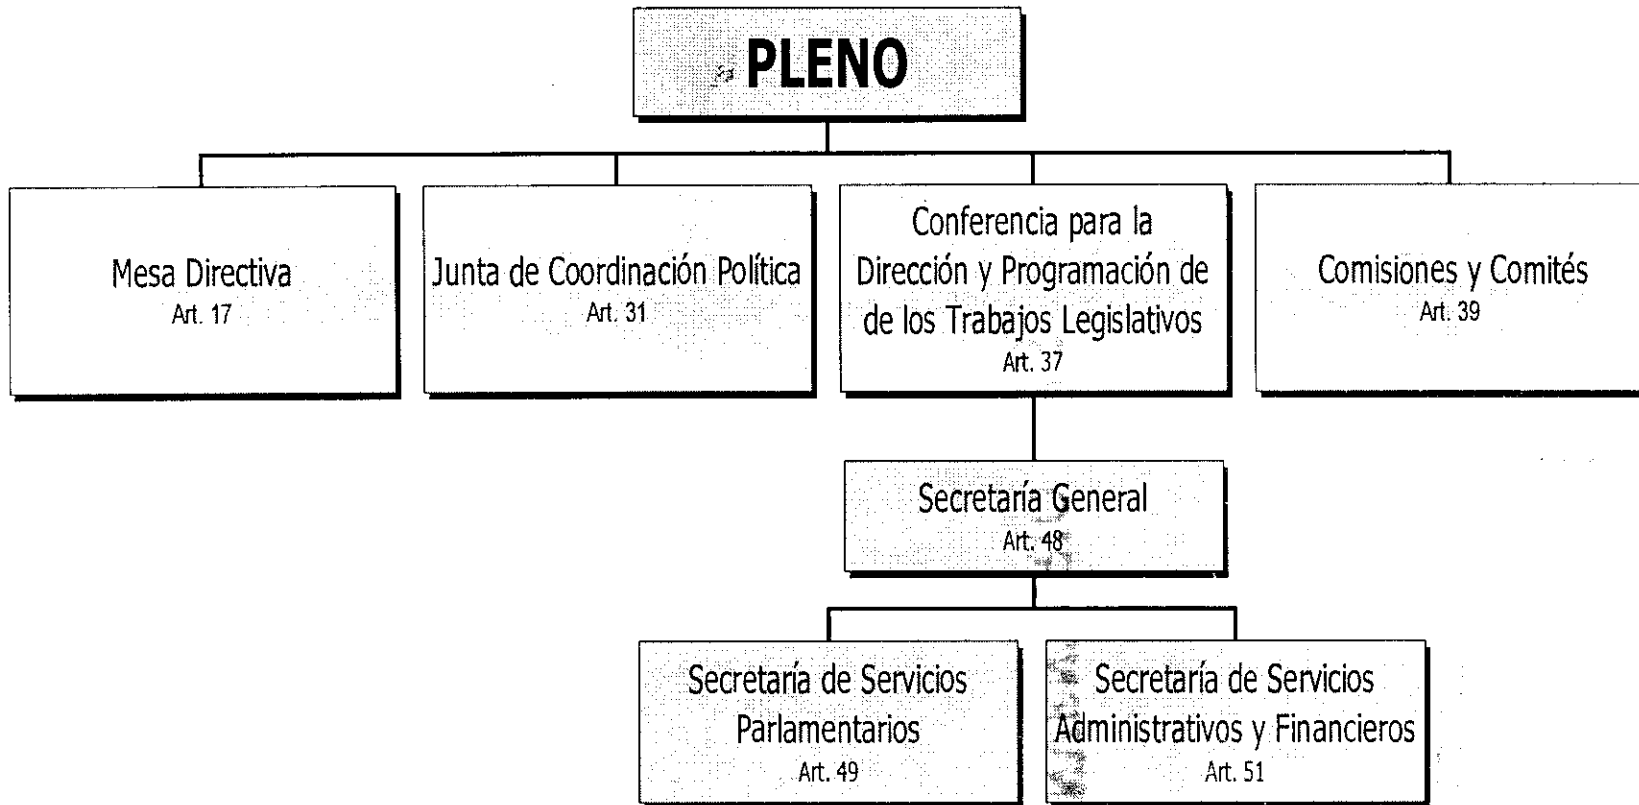 PLENO
Mesa Directiva
Art. 17
Junta de Coordinación Política
Art. 31
Conferencia para la
Dirección y Programación de
de los Trabajos Legislativos
Art. 37
Comisiones y Comités
Art. 39
Secretaría General
Art. 48
Secretaría de Servicios
Parlamentarios
Art. 49
Secretaría de Servicios
Administrativos y Financieros
Art. 51